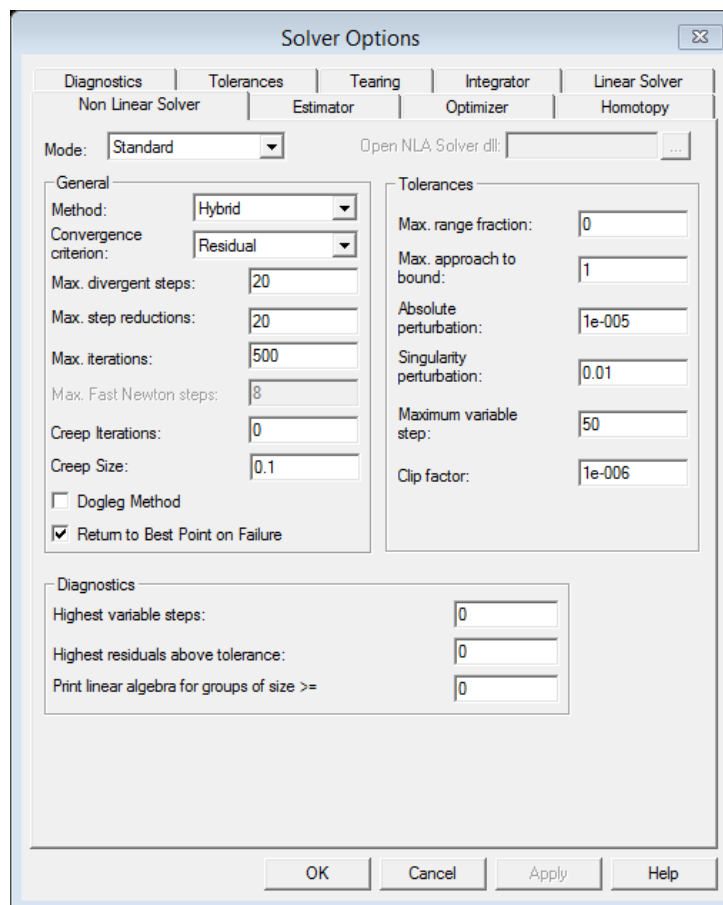 Solver Options
Diagnostics Tolerances Tearing Integrator Linear Solver
Non Linear Solver Estimator Optimizer Homotopy
Mode: Standard Open NLA Solver dll: ...
General
Method: Hybrid
Convergence criterion: Residual
Max. divergent steps: 20
Max. step reductions: 20
Max. iterations: 500
Max. Fast Newton steps: 8
Creep Iterations: 0
Creep Size: 0.1
Dogleg Method
Return to Best Point on Failure
Tolerances
Max. range fraction: 0
Max. approach to bound: 1
Absolute perturbation: 1e-005
Singularity perturbation: 0.01
Maximum variable step: 50
Clip factor: 1e-006
Diagnostics
Highest variable steps: 0
Highest residuals above tolerance: 0
Print linear algebra for groups of size >= 0
OK Cancel Apply Help